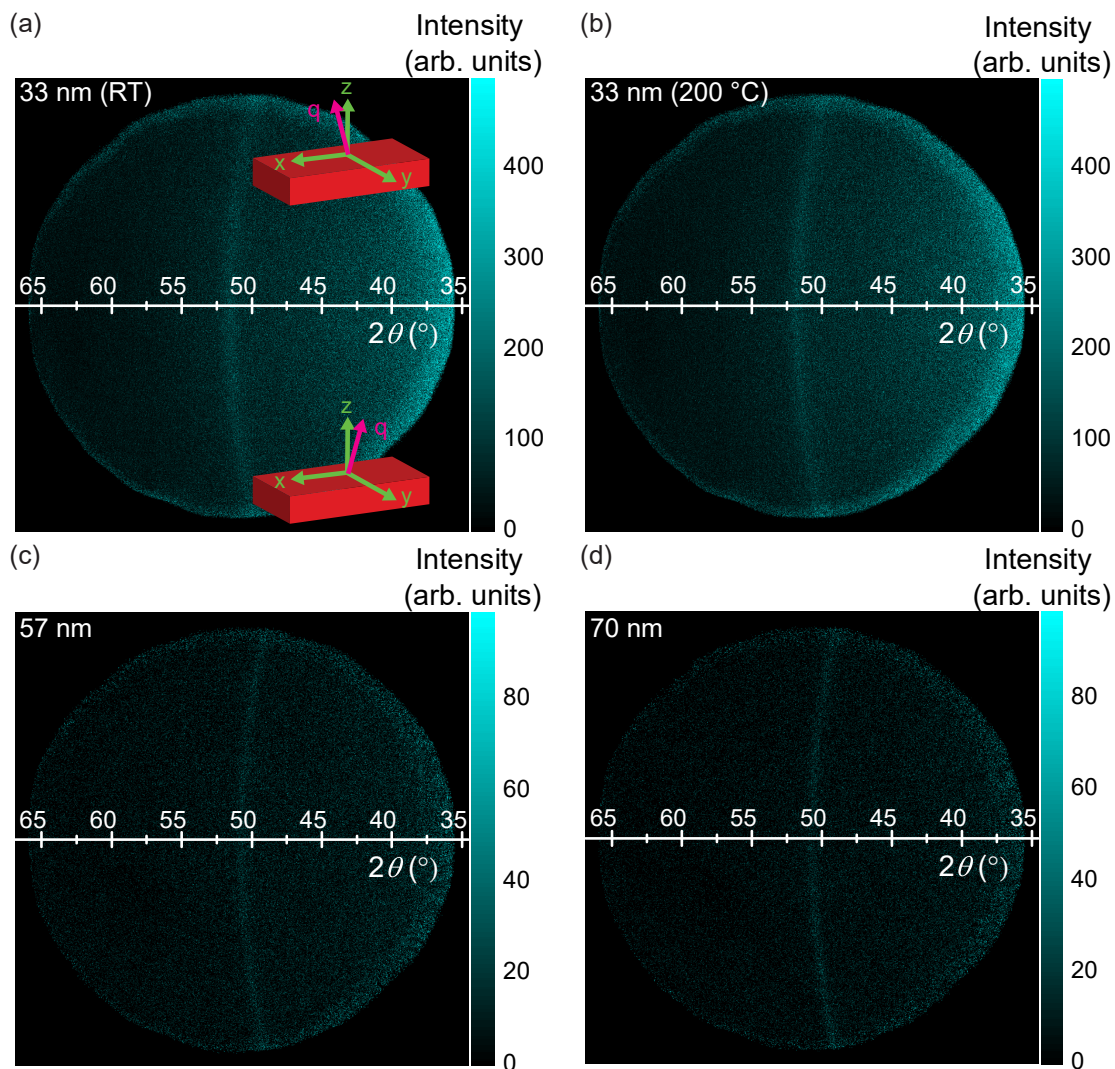 (a)
Intensity
(arb. units)
33 nm (RT)
z
q
x
y
400
300
200
100
0
65 60 55 50 45 40 35
2θ (°)
z
q
x
y
(b)
Intensity
(arb. units)
33 nm (200 °C)
400
300
200
100
0
65 60 55 50 45 40 35
2θ (°)
(c)
Intensity
(arb. units)
57 nm
80
60
40
20
0
65 60 55 50 45 40 35
2θ (°)
(d)
Intensity
(arb. units)
70 nm
80
60
40
20
0
65 60 55 50 45 40 35
2θ (°)